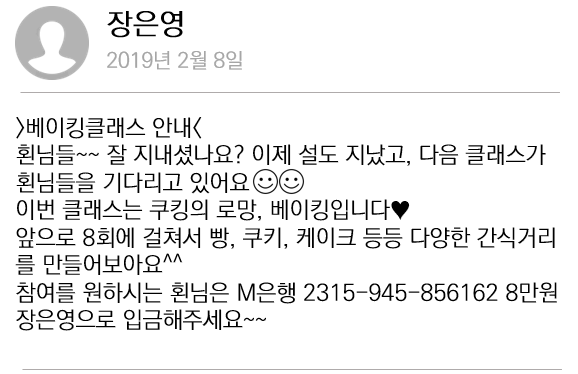 장은영
2019년 2월 8일
>베이킹클래스 안내<
횐님들~~ 잘 지내셨나요? 이제 설도 지났고, 다음 클래스가
횐님들을 기다리고 있어요☺☺
이번 클래스는 쿠킹의 로망, 베이킹입니다♥
앞으로 8회에 걸쳐서 빵, 쿠키, 케이크 등등 다양한 간식거리
를 만들어보아요^^
참여를 원하시는 횐님은 M은행 2315-945-856162 8만원
장은영으로 입금해주세요~~